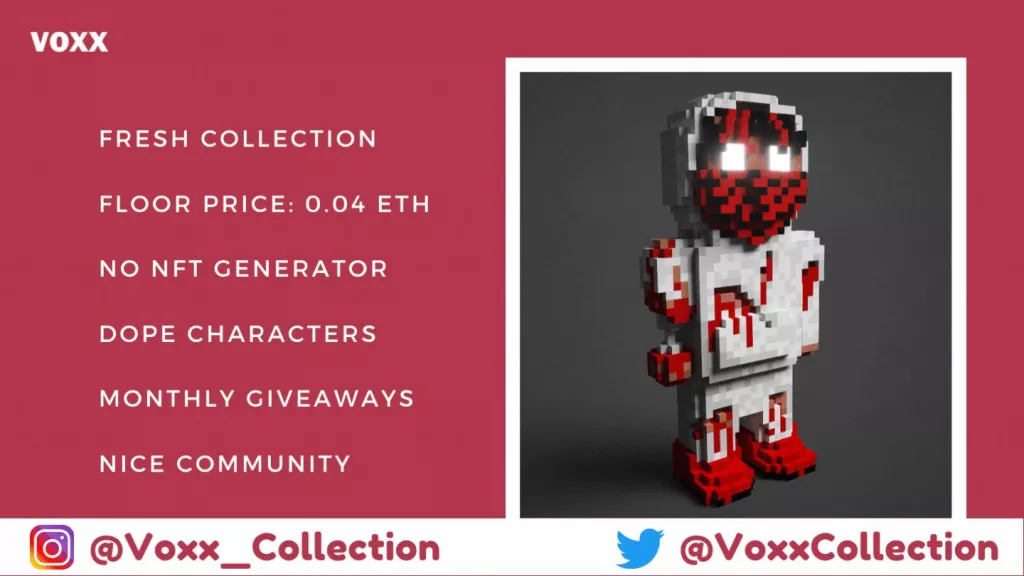 VOXX
FRESH COLLECTION
FLOOR PRICE: 0.04 ETH
NO NFT GENERATOR
DOPE CHARACTERS
MONTHLY GIVEAWAYS
NICE COMMUNITY
@Voxx_Collection
@VoxxCollection